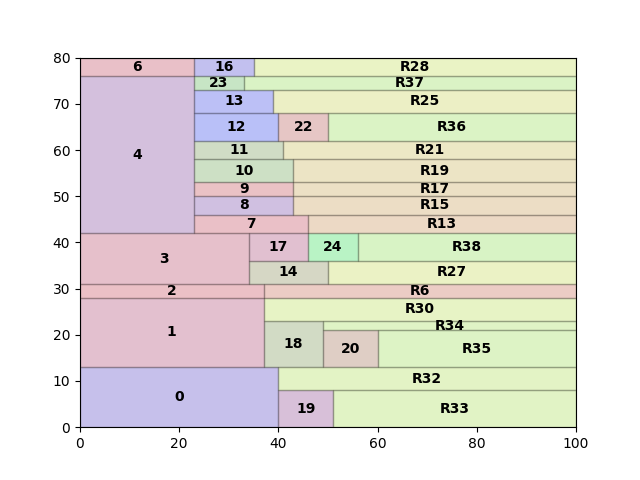 80
6 16 R28
23 R37
70
13 R25
12 22 R36
60
11 R21
4
10 R19
50
9 R17
8 R15
7 R13
40
17 24 R38
3
14 R27
30
2 R6
R30
20
1 R34
18 20 R35
10
R32
0
19 R33
0
0 20 40 60 80 100